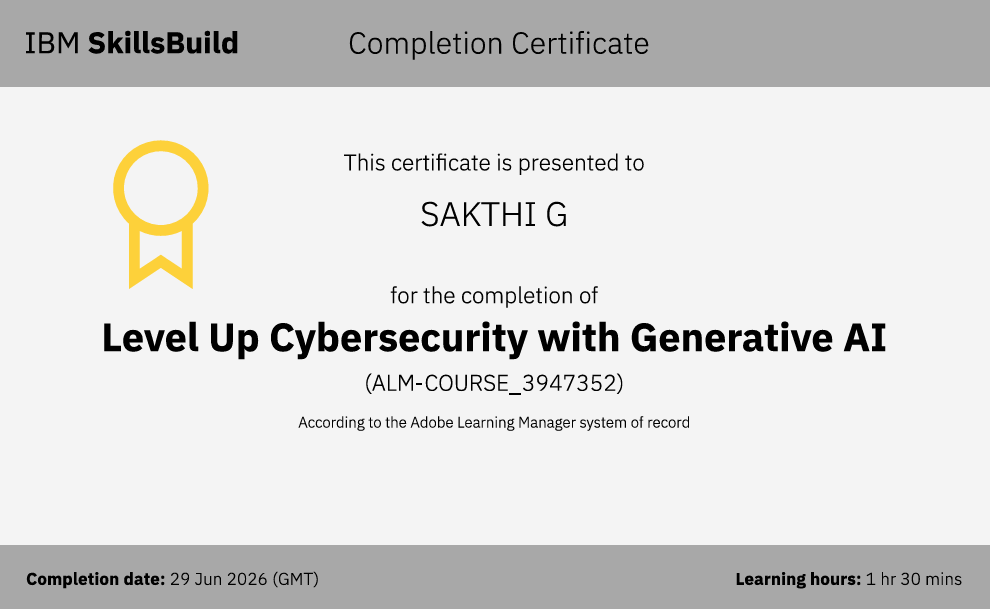 IBM SkillsBuild
Completion Certificate
This certificate is presented to
SAKTHI G
for the completion of
Level Up Cybersecurity with Generative AI
(ALM-COURSE_3947352)
According to the Adobe Learning Manager system of record
Completion date: 29 Jun 2026 (GMT)
Learning hours: 1 hr 30 mins